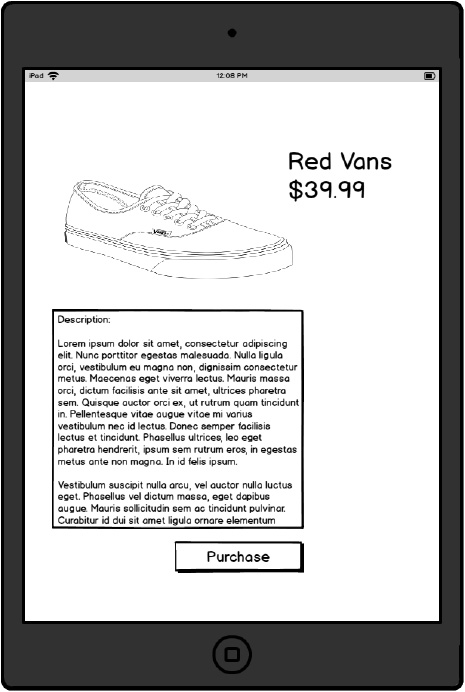 iPad
12:08 PM
Red Vans
$39.99
Vans
Description:
Lorem ipsum dolor sit amet, consectetur adipiscing
elit. Nunc porttitor egestas malesuada. Nulla ligula
orci, vestibulum eu magna non, dignissim consectetur
metus. Maecenas eget viverra lectus. Mauris massa
orci, dictum facilisis ante sit amet, ultrices pharetra
sem. Quisque auctor orci ex, ut rutrum quam tincidunt
in. Pellentesque vitae augue vitae mi varius
vestibulum nec id lectus. Donec semper facilisis
lectus et tincidunt. Phasellus ultrices, leo eget
pharetra hendrerit, ipsum sem rutrum eros, in egestas
metus ante non magna. In id felis ipsum.
Vestibulum suscipit nulla arcu, vel auctor nulla luctus
eget. Phasellus vel dictum massa, eget dapibus
augue. Mauris sollicitudin sem ac tincidunt pulvinar.
Curabitur id dui sit amet ligula ornare elementum
Purchase